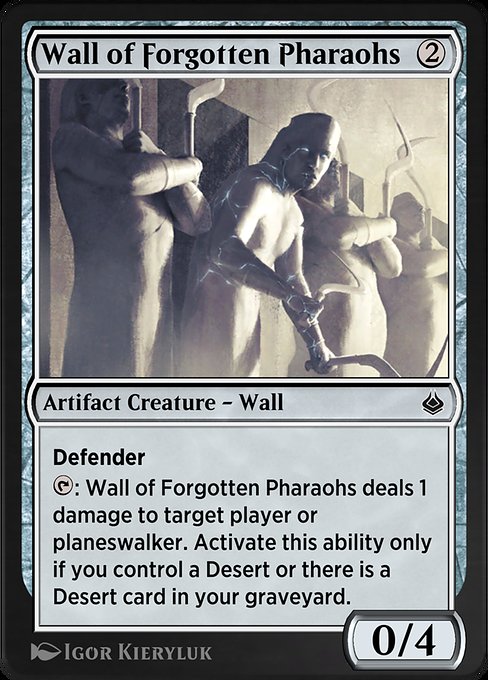 Wall of Forgotten Pharaohs 2
Artifact Creature – Wall
Defender
: Wall of Forgotten Pharaohs deals 1
damage to target player or
planeswalker. Activate this ability only
if you control a Desert or there is a
Desert card in your graveyard.
0/4
Igor Kieryluk